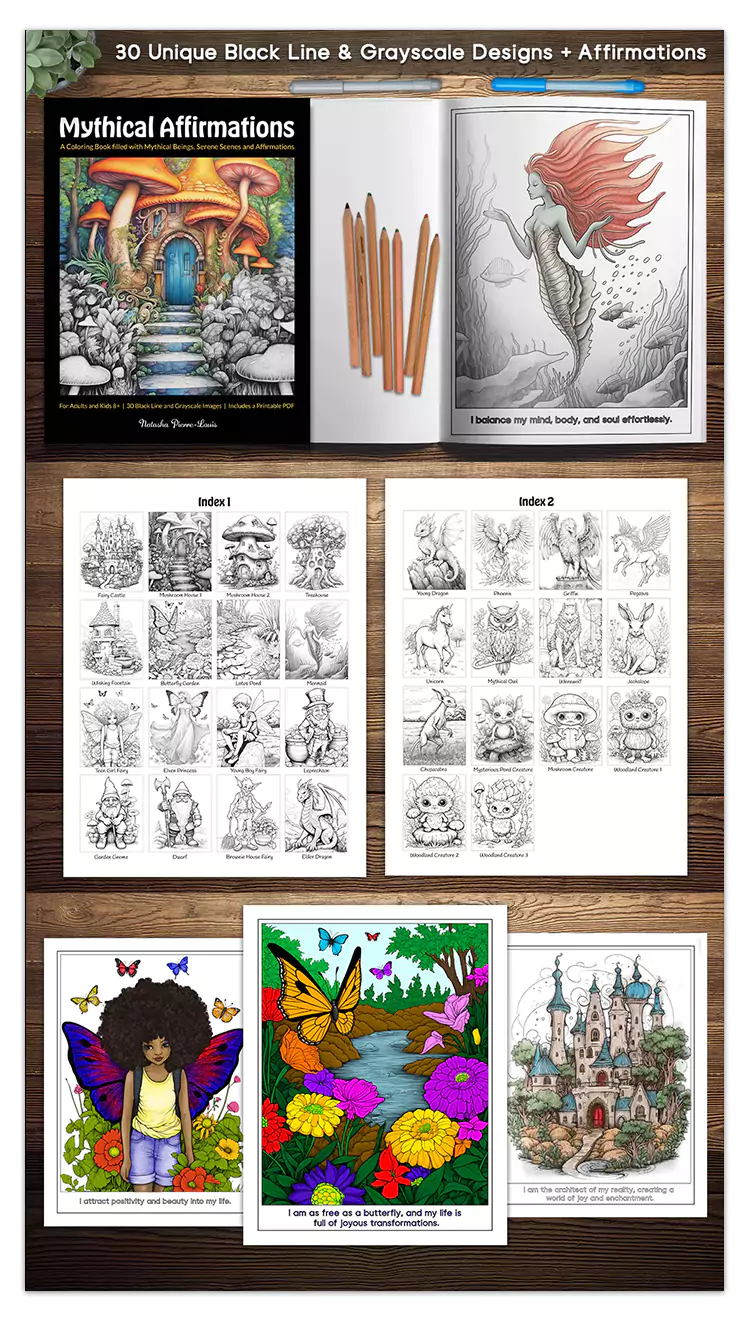 30 Unique Black Line & Grayscale Designs + Affirmations
Mythical Affirmations
A Coloring Book filled with Mythical Beings, Serene Scenes and Affirmations
For Adults and Kids 8+ | 30 Black Line and Grayscale Images | Includes a Printable PDF
Natasha Pierre-Louis
I balance my mind, body, and soul effortlessly.
Index 1
Fairy Castle
Mushroom House 1
Mushroom House 2
Treehouse
Wishing Fountain
Butterfly Garden
Lotus Pond
Mermaid
Teen Girl Fairy
Elven Princess
Young Boy Fairy
Leprechaun
Garden Gnome
Dwarf
Brownie House Fairy
Elder Dragon
Index 2
Young Dragon
Phoenix
Griffin
Pegasus
Unicorn
Mythical Owl
Werewolf
Jackalope
Chupacabra
Mysterious Pond Creature
Mushroom Creature
Woodland Creature 1
Woodland Creature 2
Woodland Creature 3
I attract positivity and beauty into my life.
I am as free as a butterfly, and my life is
full of joyous transformations.
I am the architect of my reality, creating a
world of joy and enchantment.